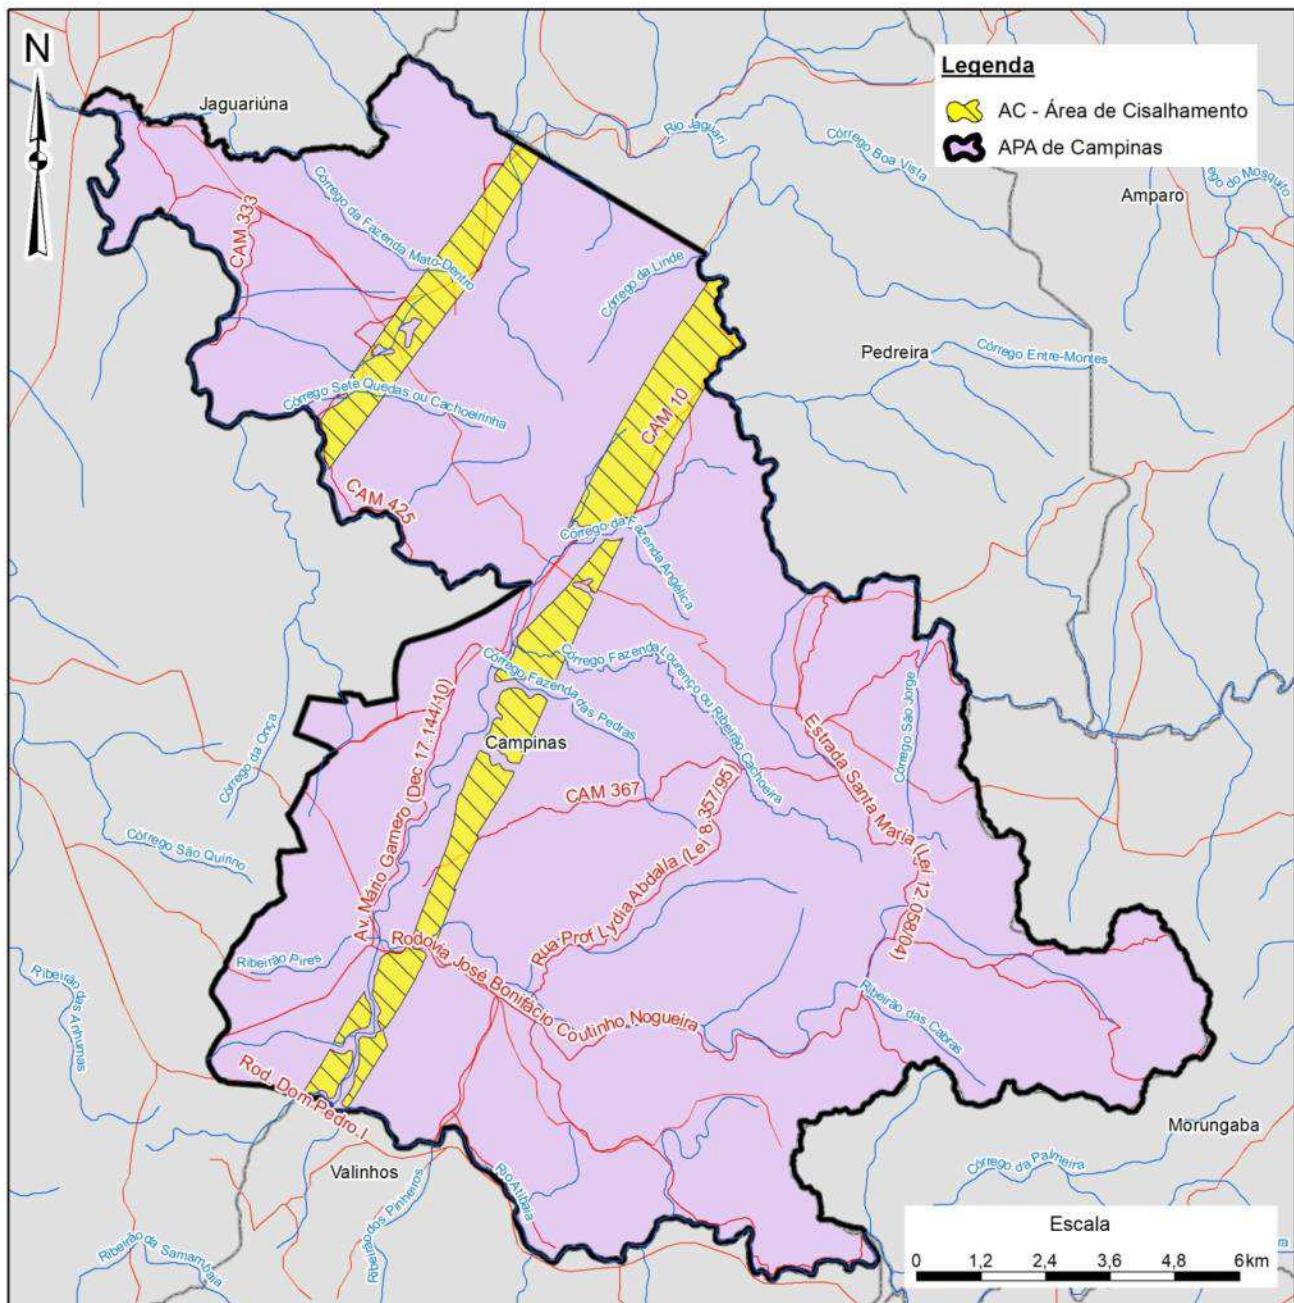 N
Legenda
AC - Área de Cisalhamento
APA de Campinas
Jaguariúna
Rio Jaguari
Córrego Boa Vista
ego do Mosquito
Amparo
Córrego da Fazenda Mato-Dentro
CAM 333
Córrego da Linde
Pedreira
Córrego Entre-Montes
Córrego Sete Quedas ou Cachoeirinha
CAM 10
CAM 425
Córrego da Fazenda Angélica
Córrego Fazenda Lourenço ou Ribeirão Cachoeira
Córrego Fazenda das Pedras
Córrego São Jorge
Av. Mário Garnero (Dec 17.144/10)
Córrego da Onça
Campinas
Estrada Santa Maria (Lei 12.058/04)
CAM 367
Rua Prof Lydia Abdalla (Lei 8.357/95)
Córrego São Quirino
Rodovia José Bonifácio Coutinho Nogueira
Ribeirão Pires
Ribeirão das Anhumas
Ribeirão das Cabras
Rod. Dom Pedro I
Morungaba
Valinhos
Rio Atibaia
Córrego da Palmeira
Ribeirão dos Pinheiros
Ribeirão da Samambaia
Escala
0 1,2 2,4 3,6 4,8 6 km